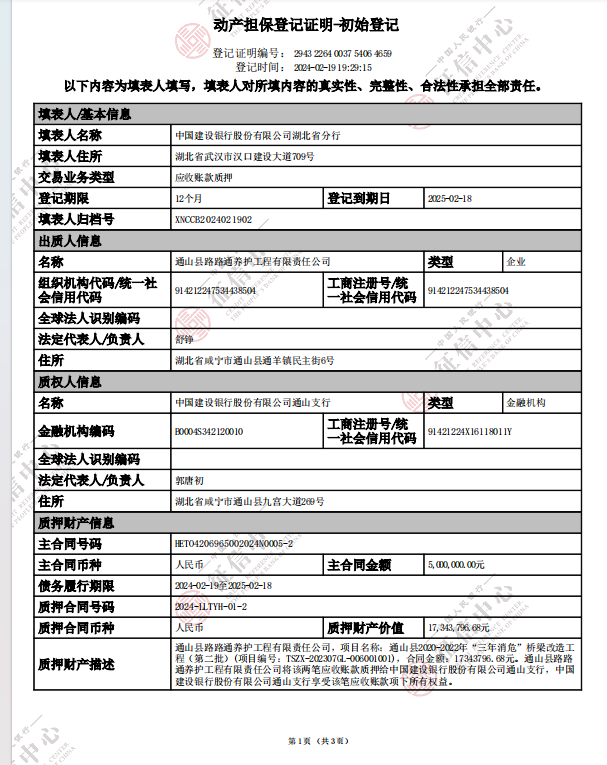 动产担保登记证明-初始登记
登记证明编号： 2943 2264 0037 5406 4659
登记时间： 2024-02-19 19:29:15
以下内容为填表人填写，填表人对所填内容的真实性、完整性、合法性承担全部责任。
填表人/基本信息
填表人名称 中国建设银行股份有限公司湖北省分行
填表人住所 湖北省武汉市汉口建设大道709号
交易业务类型 应收账款质押
登记期限 12个月 登记到期日 2025-02-18
填表人归档号 XNCCB2024021902
出质人信息
名称 通山县路路通养护工程有限责任公司 类型 企业
组织机构代码/统一社会信用代码 914212247534438504 工商注册号/统一社会信用代码 914212247534438504
全球法人识别编码
法定代表人/负责人 舒铮
住所 湖北省咸宁市通山县通羊镇民主街6号
质权人信息
名称 中国建设银行股份有限公司通山支行 类型 金融机构
金融机构编码 B0004S342120010 工商注册号/统一社会信用代码 91421224X16118011Y
全球法人识别编码
法定代表人/负责人 郭唐初
住所 湖北省咸宁市通山县九宫大道269号
质押财产信息
主合同号码 HET04206965002024N0005-2
主合同币种 人民币 主合同金额 5,000,000.00元
债务履行期限 2024-02-19至2025-02-18
质押合同号码 2024-1LTYH-01-2
质押合同币种 人民币 质押财产价值 17,343,796.68元
质押财产描述 通山县路路通养护工程有限责任公司，项目名称：通山县2020-2022年“三年消危”桥梁改造工
程（第二批）(项目编号：TSZX-202307GL-006001001)，合同金额：17343796.68元。通山县路路
通养护工程有限责任公司将该两笔应收账款质押给中国建设银行股份有限公司通山支行，中国
建设银行股份有限公司通山支行享受该笔应收账款项下所有权益。
第 1 页 （共 3 页）